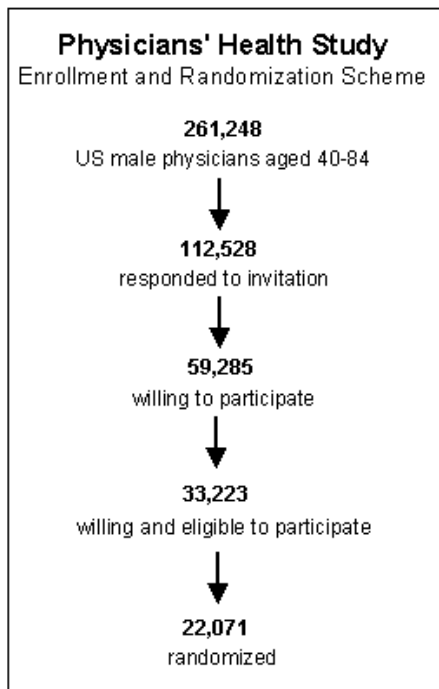 Physicians' Health Study
Enrollment and Randomization Scheme
261,248
US male physicians aged 40-84
112,528
responded to invitation
59,285
willing to participate
33,223
willing and eligible to participate
22,071
randomized